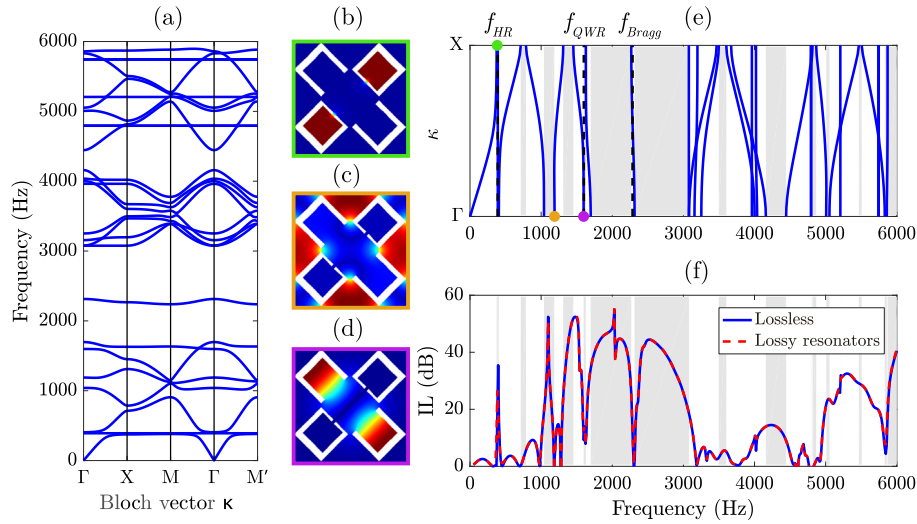 (a)
(b)
(c)
(d)
(e)
(f)
6000
5000
4000
3000
2000
1000
0
Frequency (Hz)
Γ X M Γ M′
Bloch vector κ
f_HR f_QWR f_Bragg
X
κ
Γ
0 1000 2000 3000 4000 5000 6000
60
40
20
0
IL (dB)
Lossless
Lossy resonators
0 1000 2000 3000 4000 5000 6000
Frequency (Hz)